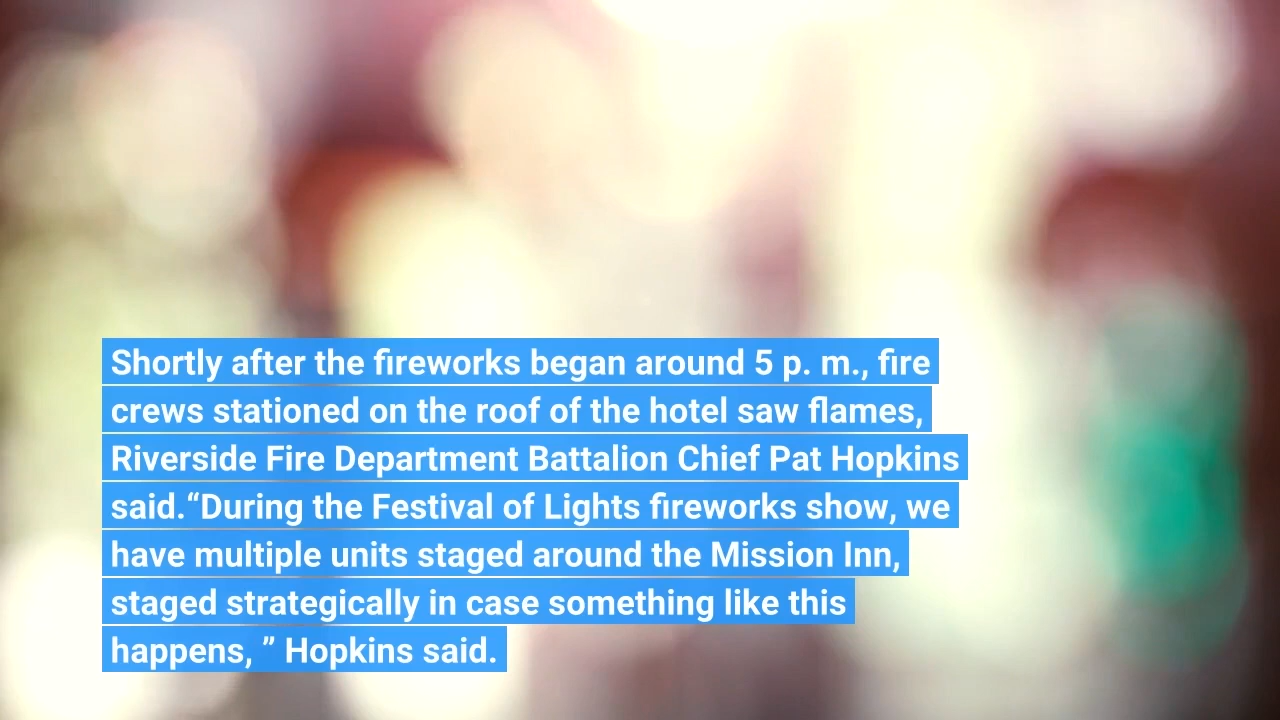 Shortly after the fireworks began around 5 p. m., fire
crews stationed on the roof of the hotel saw flames,
Riverside Fire Department Battalion Chief Pat Hopkins
said.“During the Festival of Lights fireworks show, we
have multiple units staged around the Mission Inn,
staged strategically in case something like this
happens, ” Hopkins said.